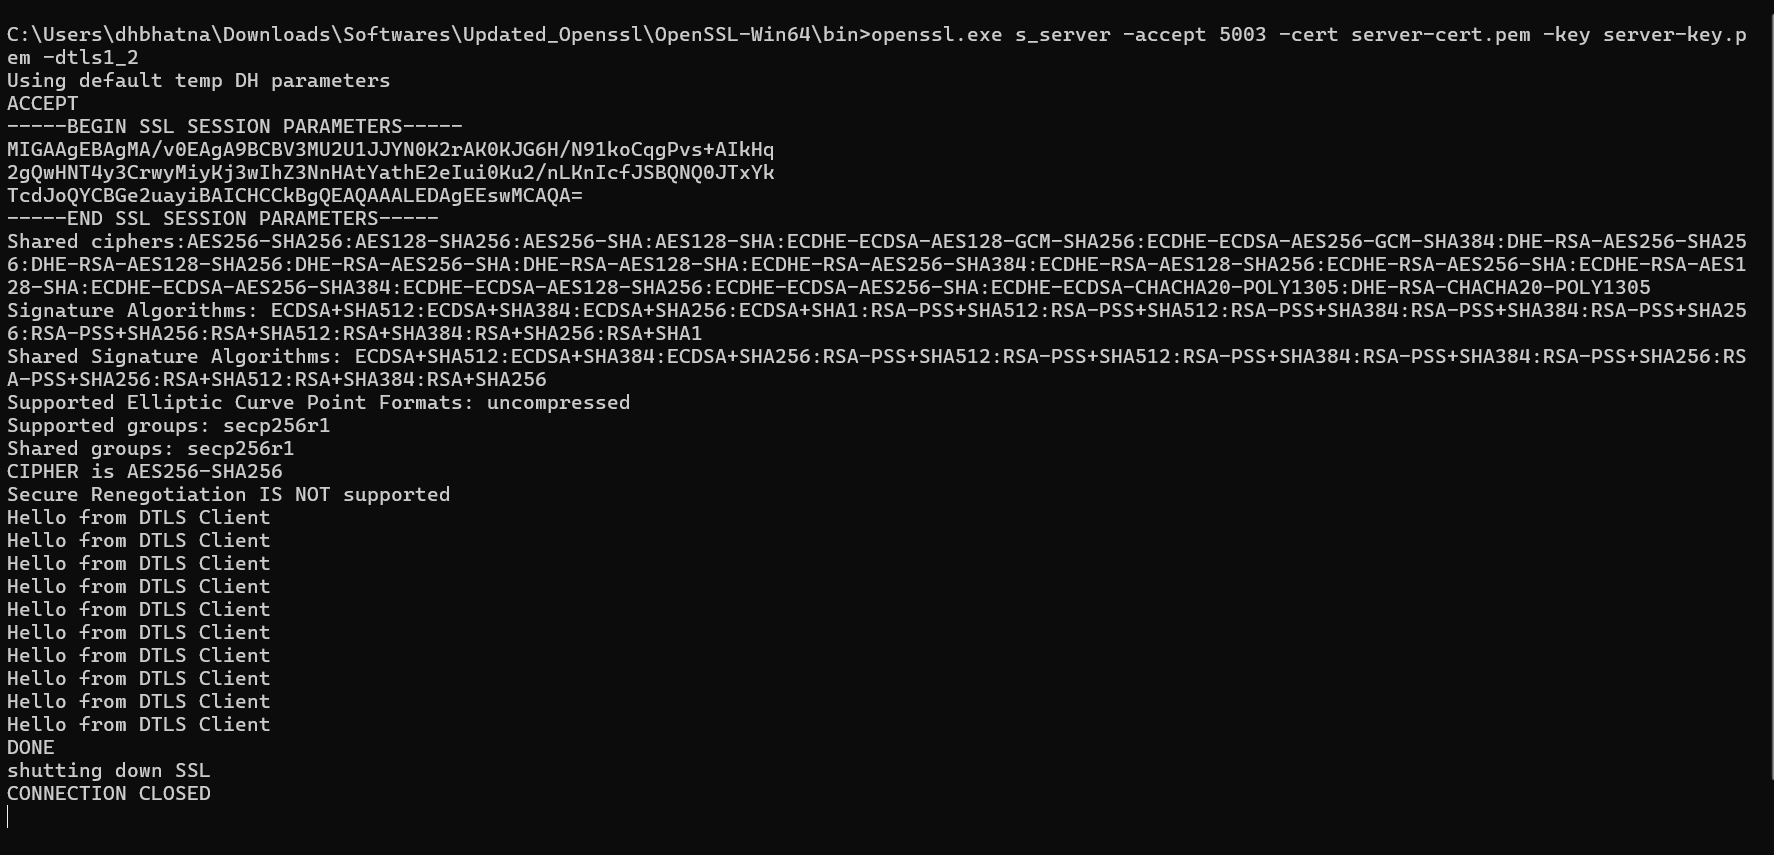 C:\Users\dhbhatna\Downloads\Softwares\Updated_Openssl\OpenSSL-Win64\bin>openssl.exe s_server -accept 5003 -cert server-cert.pem -key server-key.p
em -dtls1_2
Using default temp DH parameters
ACCEPT
-----BEGIN SSL SESSION PARAMETERS-----
MIGAAgEBAgMA/v0EAgA9BCBV3MU2U1JJYN0K2rAK0KJG6H/N91koCqgPvs+AIkHq
2gQwHNT4y3CrwyMiyKj3wIhZ3NnHAtYathE2eIui0Ku2/nLKnIcfJSBQNQ0JTxYk
TcdJoQYCBGe2uayiBAICHCCkBgQEAQAAALEDAgEEswMCAQA=
-----END SSL SESSION PARAMETERS-----
Shared ciphers:AES256-SHA256:AES128-SHA256:AES256-SHA:AES128-SHA:ECDHE-ECDSA-AES128-GCM-SHA256:ECDHE-ECDSA-AES256-GCM-SHA384:DHE-RSA-AES256-SHA25
6:DHE-RSA-AES128-SHA256:DHE-RSA-AES256-SHA:DHE-RSA-AES128-SHA:ECDHE-RSA-AES256-SHA384:ECDHE-RSA-AES128-SHA256:ECDHE-RSA-AES256-SHA:ECDHE-RSA-AES1
28-SHA:ECDHE-ECDSA-AES256-SHA384:ECDHE-ECDSA-AES128-SHA256:ECDHE-ECDSA-AES256-SHA:ECDHE-ECDSA-CHACHA20-POLY1305:DHE-RSA-CHACHA20-POLY1305
Signature Algorithms: ECDSA+SHA512:ECDSA+SHA384:ECDSA+SHA256:ECDSA+SHA1:RSA-PSS+SHA512:RSA-PSS+SHA512:RSA-PSS+SHA384:RSA-PSS+SHA384:RSA-PSS+SHA25
6:RSA-PSS+SHA256:RSA+SHA512:RSA+SHA384:RSA+SHA256:RSA+SHA1
Shared Signature Algorithms: ECDSA+SHA512:ECDSA+SHA384:ECDSA+SHA256:RSA-PSS+SHA512:RSA-PSS+SHA512:RSA-PSS+SHA384:RSA-PSS+SHA384:RSA-PSS+SHA256:RS
A-PSS+SHA256:RSA+SHA512:RSA+SHA384:RSA+SHA256
Supported Elliptic Curve Point Formats: uncompressed
Supported groups: secp256r1
Shared groups: secp256r1
CIPHER is AES256-SHA256
Secure Renegotiation IS NOT supported
Hello from DTLS Client
Hello from DTLS Client
Hello from DTLS Client
Hello from DTLS Client
Hello from DTLS Client
Hello from DTLS Client
Hello from DTLS Client
Hello from DTLS Client
Hello from DTLS Client
Hello from DTLS Client
DONE
shutting down SSL
CONNECTION CLOSED